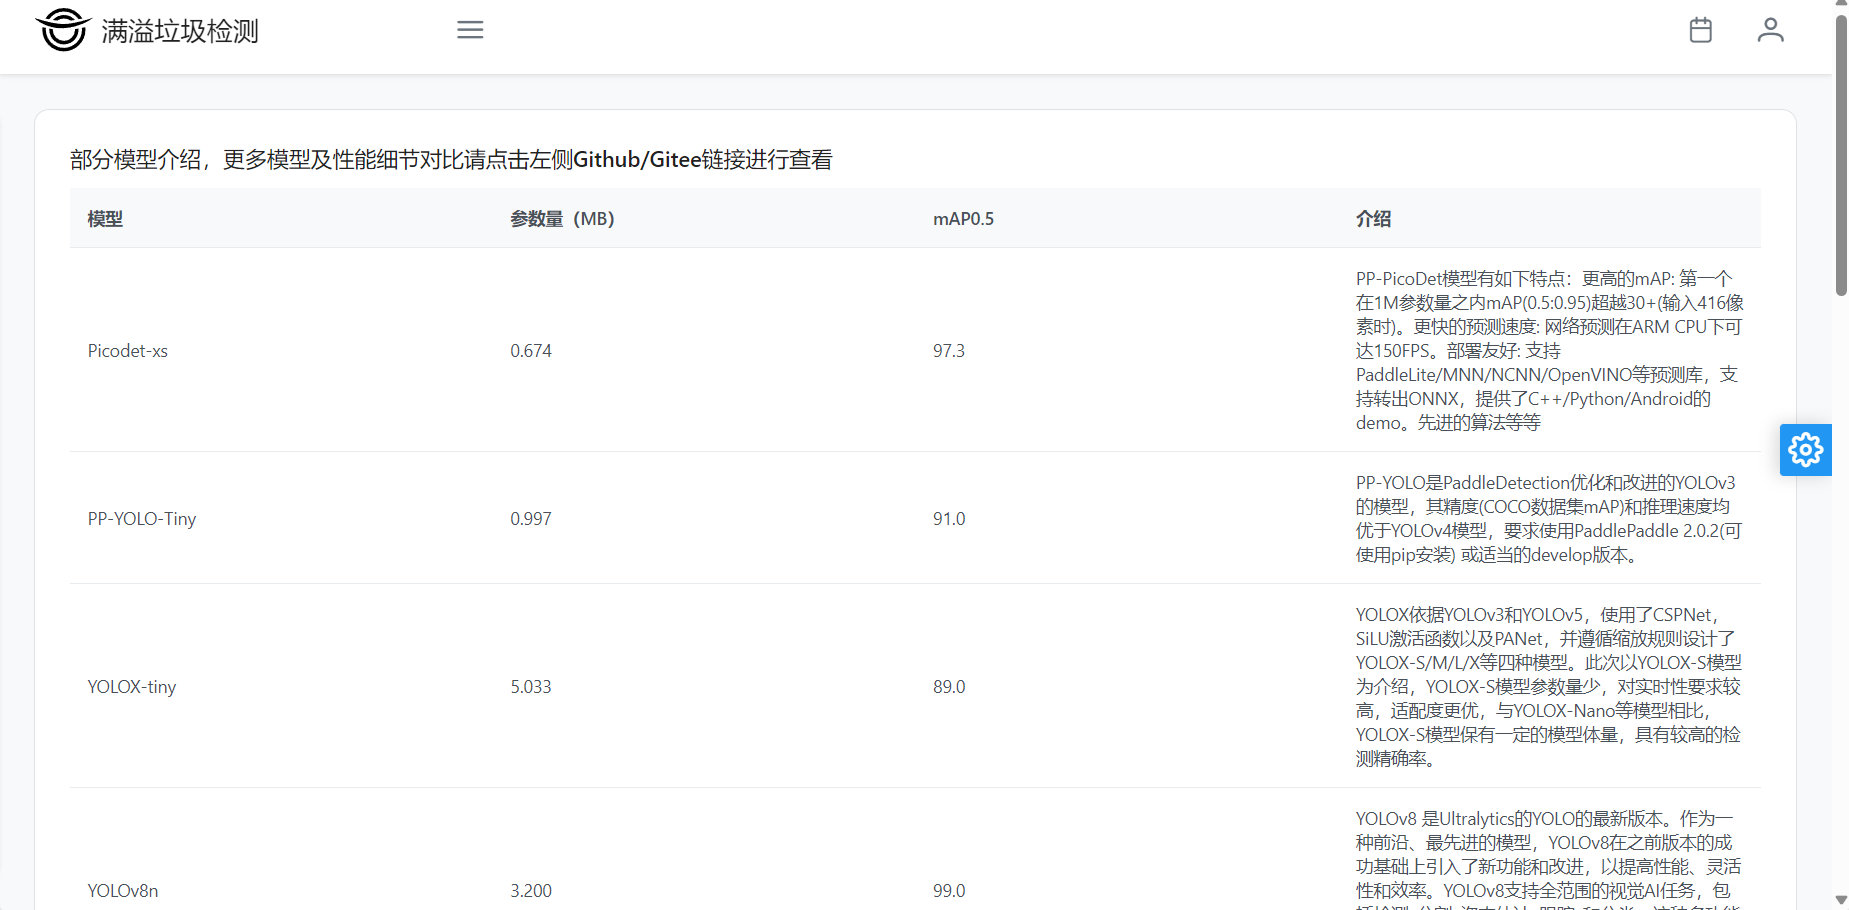 满溢垃圾检测
部分模型介绍，更多模型及性能细节对比请点击左侧Github/Gitee链接进行查看
模型 参数量（MB） mAP0.5 介绍
Picodet-xs 0.674 97.3
PP-PicoDet模型有如下特点：更高的mAP: 第一个
在1M参数量之内mAP(0.5:0.95)超越30+(输入416像
素时)。更快的预测速度: 网络预测在ARM CPU下可
达150FPS。部署友好: 支持
PaddleLite/MNN/NCNN/OpenVINO等预测库，支
持转出ONNX，提供了C++/Python/Android的
demo。先进的算法等等
PP-YOLO-Tiny 0.997 91.0
PP-YOLO是PaddleDetection优化和改进的YOLOv3
的模型，其精度(COCO数据集mAP)和推理速度均
优于YOLOv4模型，要求使用PaddlePaddle 2.0.2(可
使用pip安装) 或适当的develop版本。
YOLOX-tiny 5.033 89.0
YOLOX依据YOLOv3和YOLOv5，使用了CSPNet，
SiLU激活函数以及PANet，并遵循缩放规则设计了
YOLOX-S/M/L/X等四种模型。此次以YOLOX-S模型
为介绍，YOLOX-S模型参数量少，对实时性要求较
高，适配度更优，与YOLOX-Nano等模型相比，
YOLOX-S模型保有一定的模型体量，具有较高的检
测精确率。
YOLOv8n 3.200 99.0
YOLOv8 是Ultralytics的YOLO的最新版本。作为一
种前沿、最先进的模型，YOLOv8在之前版本的成
功基础上引入了新功能和改进，以提高性能、灵活
性和效率。YOLOv8支持全范围的视觉AI任务，包